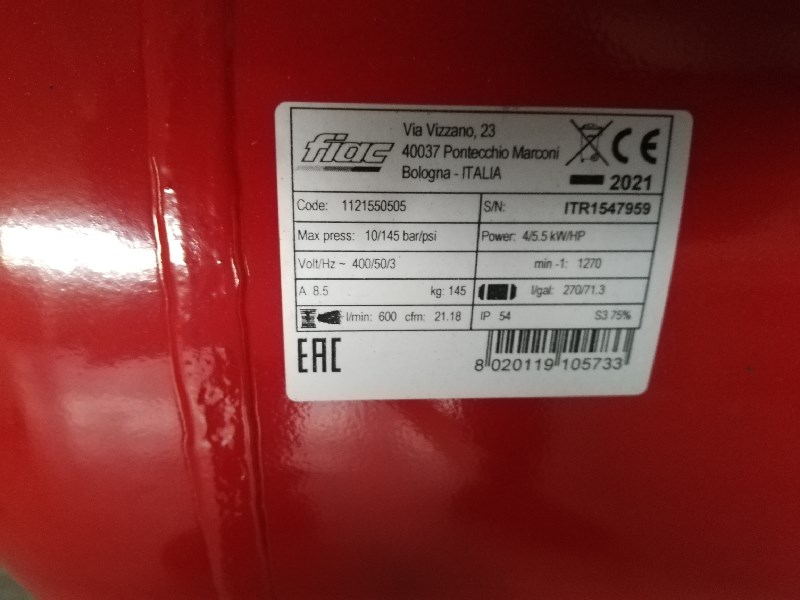 fiac
Via Vizzano, 23
40037 Pontecchio Marconi
Bologna - ITALIA
CE
2021
Code: 1121550505
S/N: ITR1547959
Max press: 10/145 bar/psi
Power: 4/5.5 kW/HP
Volt/Hz ~ 400/50/3
min -1: 1270
A 8.5 kg: 145
l/gal: 270/71.3
l/min: 600 cfm: 21.18
IP 54 S3 75%
EAC
8 020119 105733